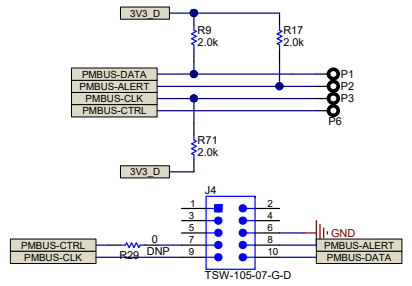 3V3_D
R9
2.0k
R17
2.0k
PMBUS-DATA
PMBUS-ALERT
PMBUS-CLK
PMBUS-CTRL
P1
P2
P3
P6
R71
2.0k
3V3_D
J4
1 2
3 4
5 6
7 8
9 10
GND
PMBUS-CTRL
PMBUS-CLK
0
R29 DNP
PMBUS-ALERT
PMBUS-DATA
TSW-105-07-G-D